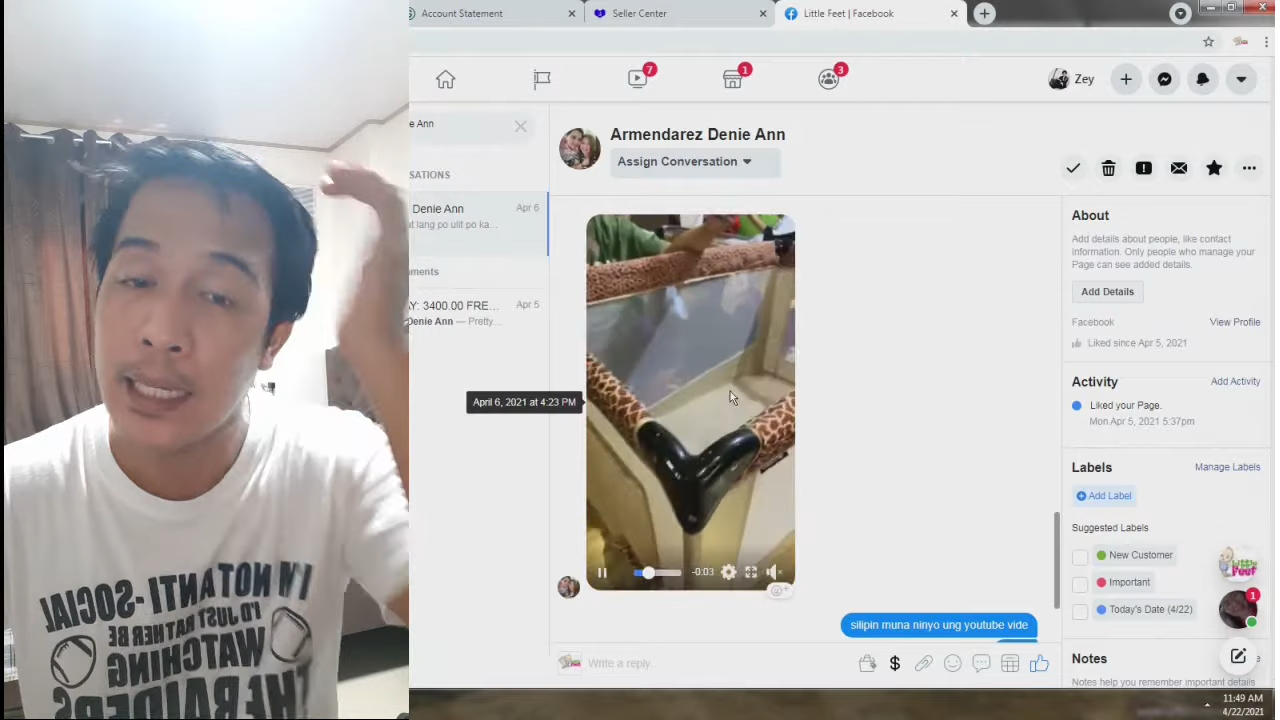 Account Statement
Seller Center
Little Feet | Facebook
7
1
3
Zey
e Ann
Armendarez Denie Ann
Assign Conversation
SATIONS
Denie Ann
Apr 6
t lang po ulit po ka...
mments
Y: 3400.00 FRE...
Apr 5
Denie Ann — Pretty...
April 6, 2021 at 4:23 PM
-0:03
silipin muna ninyo ung youtube vide
Write a reply..
About
Add details about people, like contact
information. Only people who manage your
Page can see added details.
Add Details
Facebook
View Profile
Liked since Apr 5, 2021
Activity
Add Activity
Liked your Page.
Mon Apr 5, 2021 5:37pm
Labels
Manage Labels
Add Label
Suggested Labels
New Customer
Important
Today's Date (4/22)
1
Notes
Notes help you remember important details
11:49 AM
4/22/2021
I'M NOT ANTI-
SOCIAL
I'D JUST RATHER BE
WATCHING
THE RAIDERS